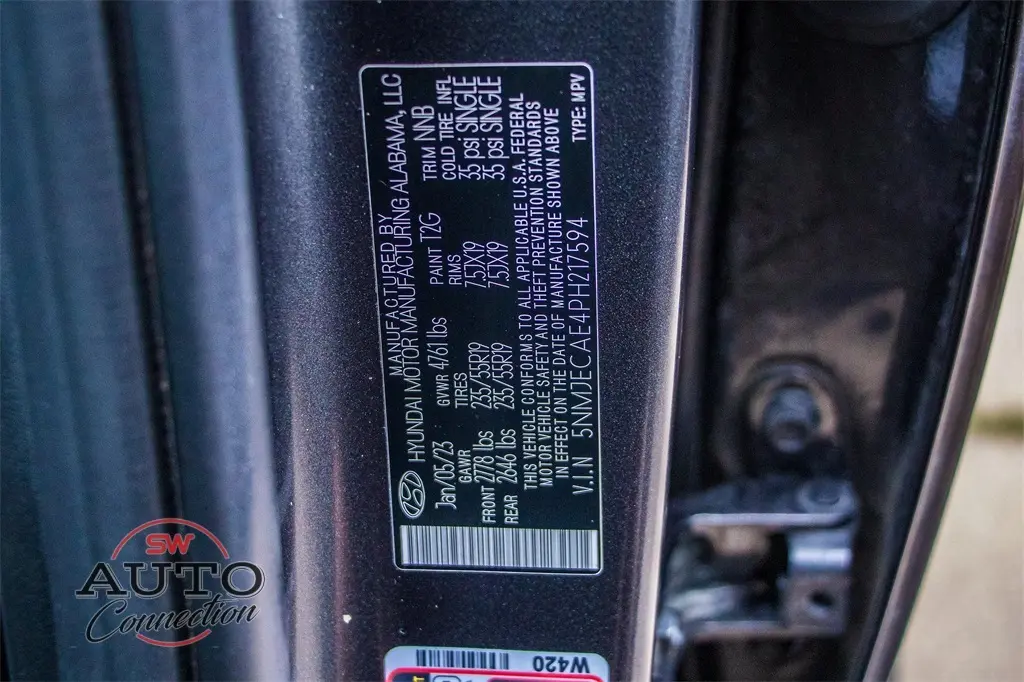 MANUFACTURED BY
HYUNDAI MOTOR MANUFACTURING ALABAMA, LLC
Jan/05/23 GVWR 4761 lbs PAINT T2G TRIM NNB
GAWR TIRES RIMS COLD TIRE INFL
FRONT 2778 lbs 235/55R19 7.5JX19 35 psi SINGLE
REAR 2646 lbs 235/55R19 7.5JX19 35 psi SINGLE
THIS VEHICLE CONFORMS TO ALL APPLICABLE U.S.A. FEDERAL
MOTOR VEHICLE SAFETY AND THEFT PREVENTION STANDARDS
IN EFFECT ON THE DATE OF MANUFACTURE SHOWN ABOVE
V.I.N 5NMJECAE4PH217594 TYPE: MPV
W420
SW
AUTO
Connection